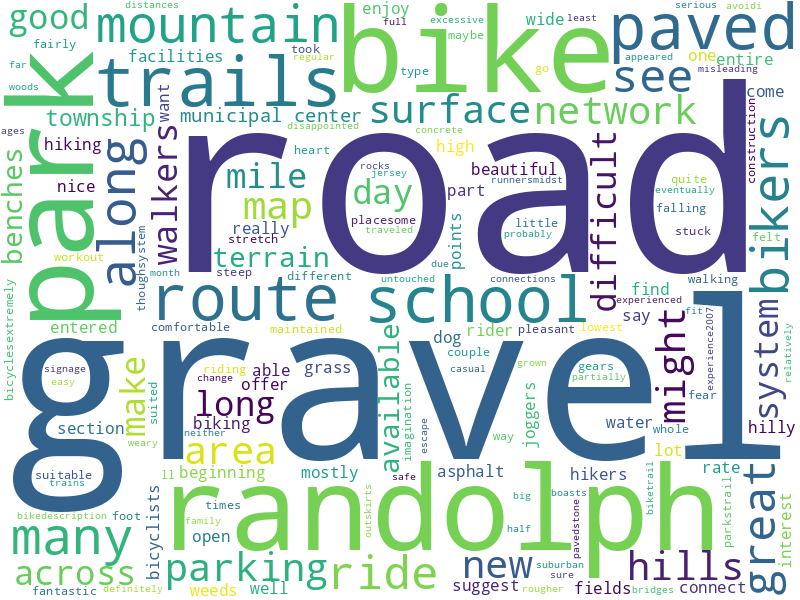 distances
good
mountain
bike
enjoy
full
excessive
maybe
least
serious
avoidi
wide
appeared
paved
fairly
facilities
took
regular
go
type
one
entire
far
woods
trails
see
misleading
park
township
municipal center
surface
network
come
ages
want
disappointed
concrete
hiking
along
Walkers
heart
high
difficult
construction
bikers
nice
mile
road
rocks
jersey
runnersmidst
beautiful
quite
eventually
benches
day
map
placesome
traveled
part
little
probably
falling
felt
really
stretch
points
stuck
workout
thoughsystem
terrain
steep
different
untouched
due
connections
walking
month
find
experienced
say
system
relatively
bicyclesextremely
comfortable
route
school
entered
maintained
dog
rider
pleasant
lowest
fit
experience2007
couple
casual
partially
signage
easy
make
suited
riding
able
grass
available
imagination
gears
might
change
offer
grown
fear
gravel
long
biking
neither
weary
escape
joggers
way
water
whole
hilly
section
area
safe
lot
suitable
trains
ll
beginning
mostly
asphalt
hikers
rate
bikedescription
foot
bicyclists
times
family
open
randolph
outskirts
big
half
boasts
pavedstone
biketrail
parkstrail
great
interest
many
across
parking
ride
new
suburban
sure
hills
fantastic
definitely
weeds
well
suggest
rougher
fields
bridges
connect